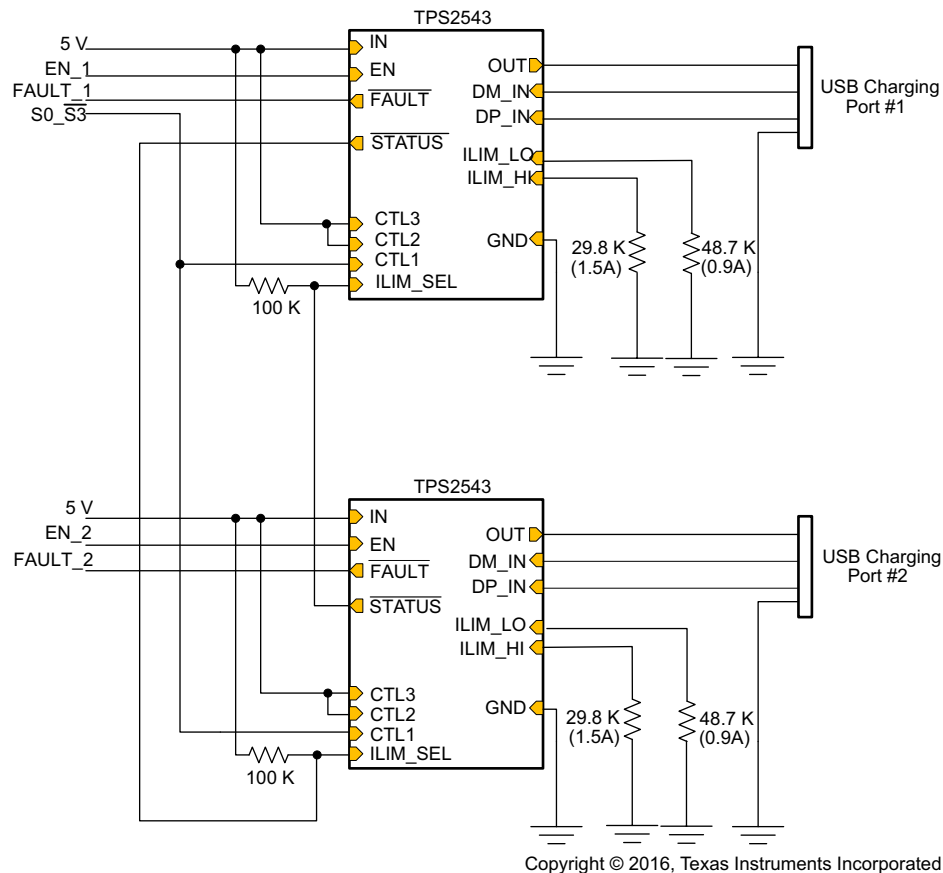 TPS2543
5 V
EN_1
FAULT_1
S0_S3
IN
EN
FAULT
STATUS
CTL3
CTL2
CTL1
ILIM_SEL
100 K
OUT
DM_IN
DP_IN
ILIM_LO
ILIM_HI
GND
29.8 K
(1.5A)
48.7 K
(0.9A)
USB Charging
Port #1
TPS2543
5 V
EN_2
FAULT_2
IN
EN
FAULT
STATUS
CTL3
CTL2
CTL1
ILIM_SEL
100 K
OUT
DM_IN
DP_IN
ILIM_LO
ILIM_HI
GND
29.8 K
(1.5A)
48.7 K
(0.9A)
USB Charging
Port #2
Copyright © 2016, Texas Instruments Incorporated